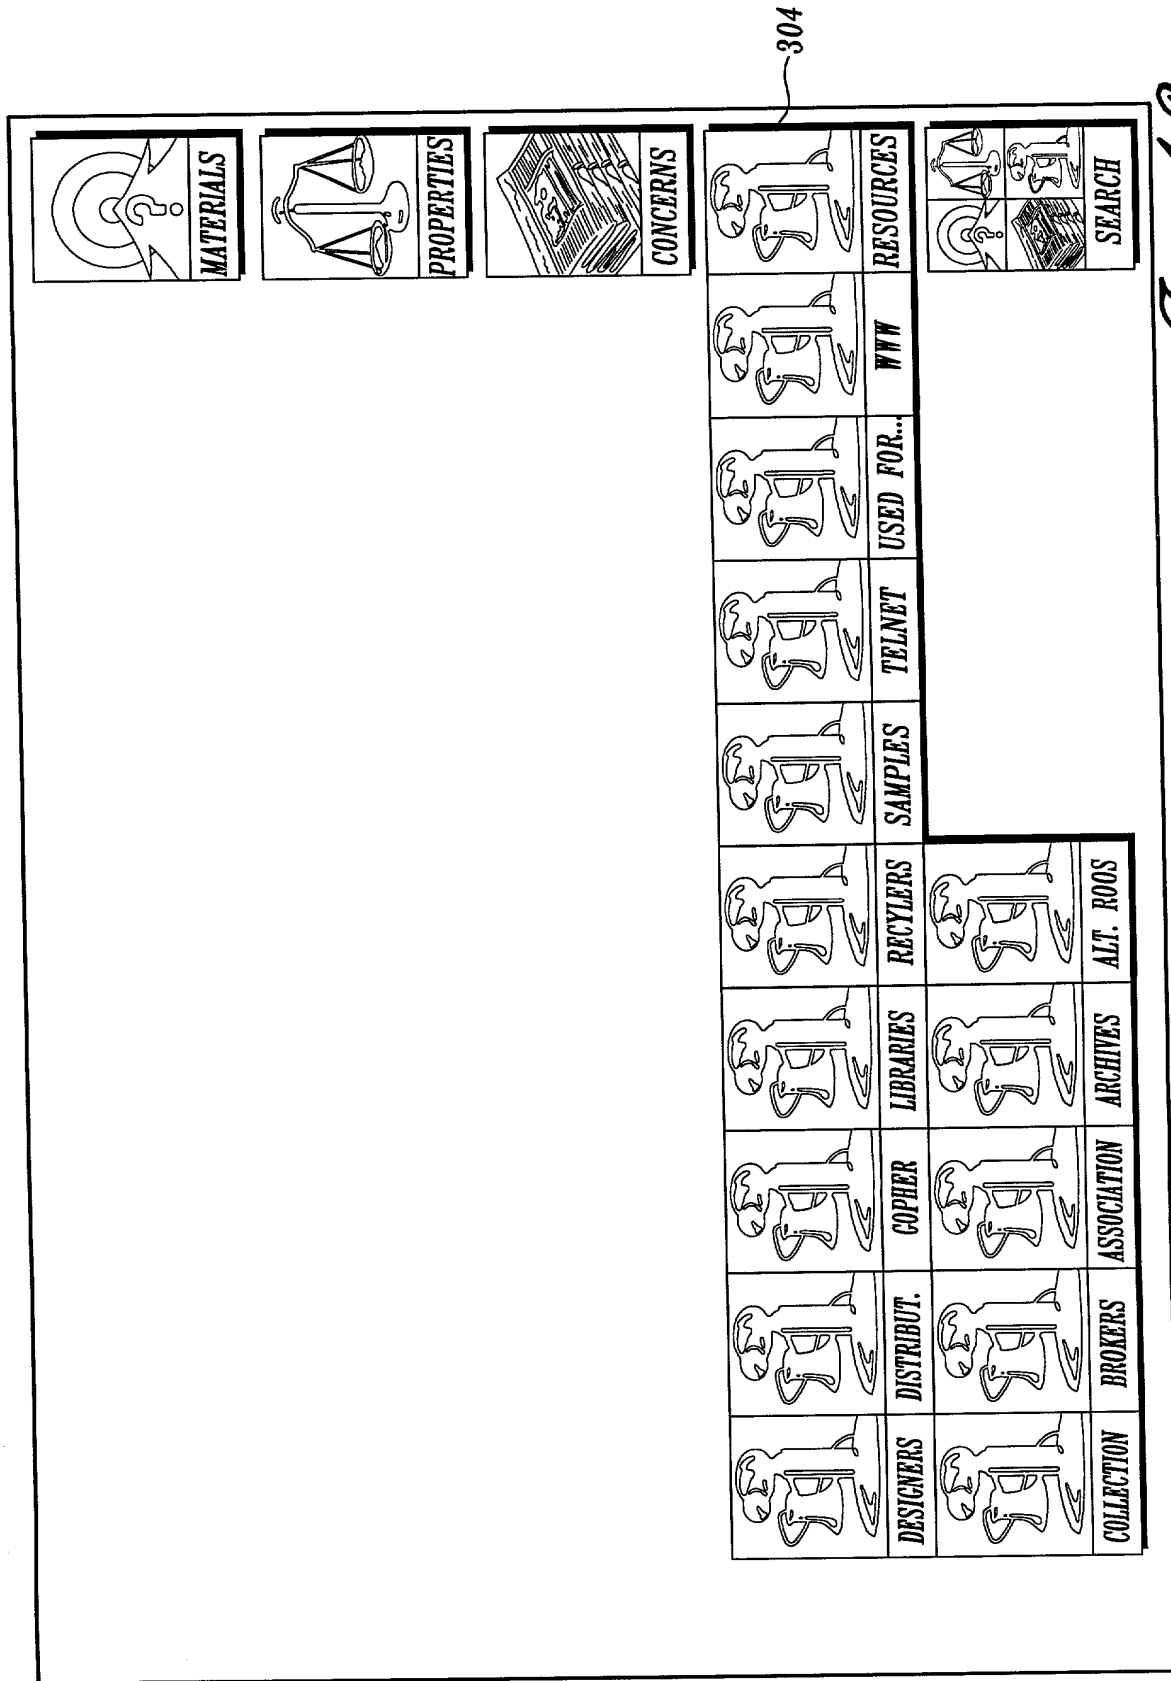 304
MATERIALS
PROPERTIES
CONCERNS
DESIGNERS
DISTRIBUT.
GOPHER
LIBRARIES
RECYLERS
SAMPLES
TELNET
USED FOR...
WWW
RESOURCES
COLLECTION
BROKERS
ASSOCIATION
ARCHIVES
ALT. ROOS
SEARCH